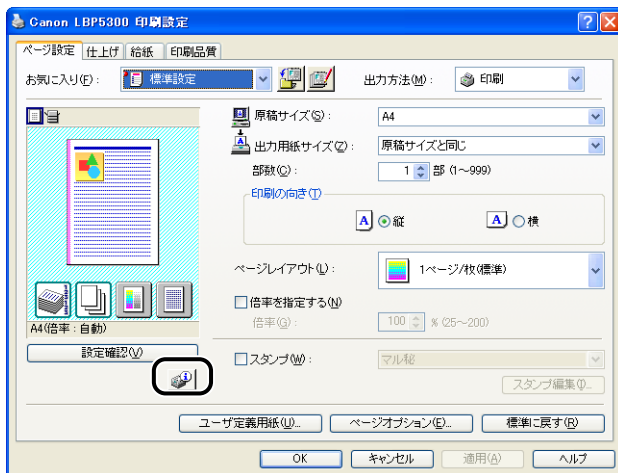 Canon LBP5300 印刷設定
ページ設定 仕上げ 給紙 印刷品質
お気に入り(F): 標準設定 出力方法(M): 印刷
原稿サイズ(S): A4
出力用紙サイズ(Z): 原稿サイズと同じ
部数(C): 1 部 (1～999)
印刷の向き(T)
A 縦 A 横
ページレイアウト(L): 1ページ/枚(標準)
倍率を指定する(N)
倍率(G): 100 % (25～200)
A4(倍率:自動)
設定確認(V)
スタンプ(W): マル秘
スタンプ編集(I)...
ユーザ定義用紙(U)... ページオプション(E)... 標準に戻す(R)
OK キャンセル 適用(A) ヘルプ